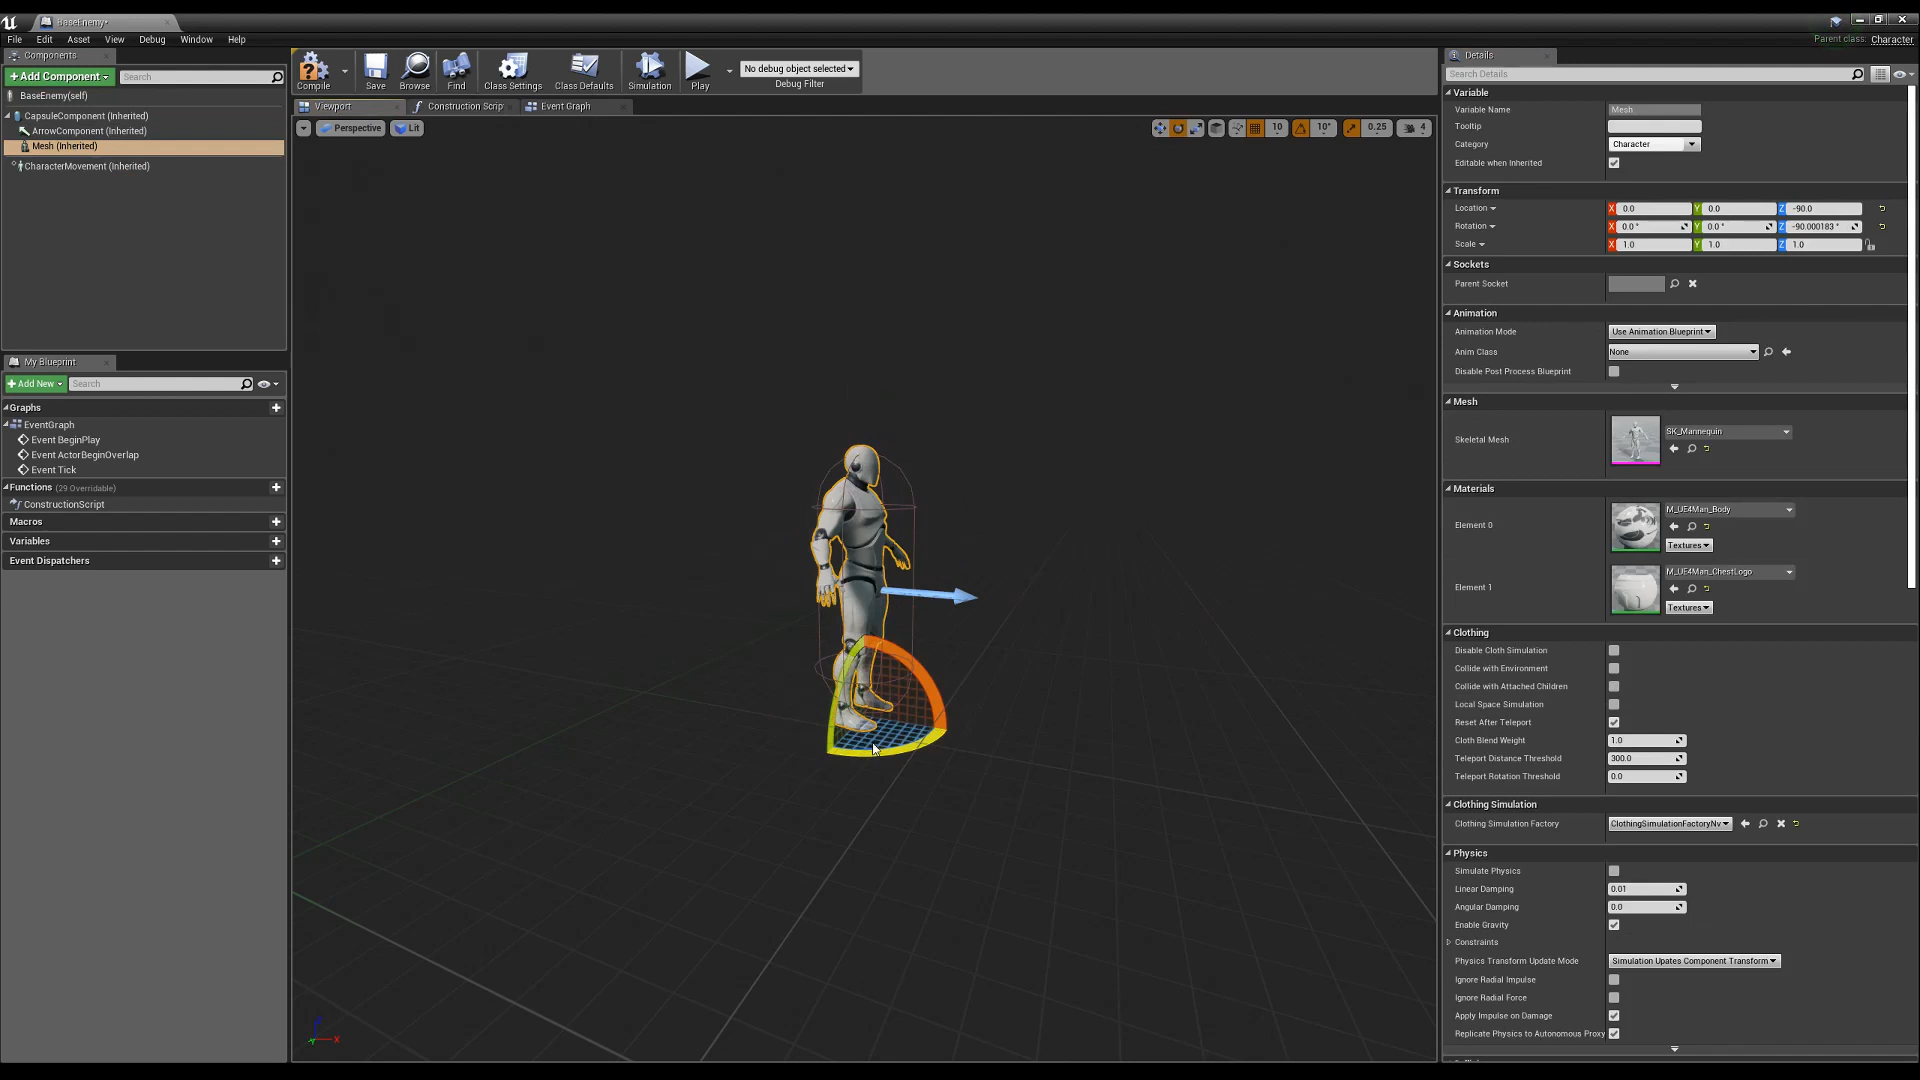 BaseEnemy*
File Edit Asset View Debug Window Help
Parent class: Character
Components
+Add Component Search
BaseEnemy(self)
CapsuleComponent (Inherited)
ArrowComponent (Inherited)
Mesh (Inherited)
CharacterMovement (Inherited)
My Blueprint
+Add New Search
Graphs
EventGraph
Event BeginPlay
Event ActorBeginOverlap
Event Tick
Functions (29 Overridable)
ConstructionScript
Macros
Variables
Event Dispatchers
Compile Save Browse Find Class Settings Class Defaults Simulation Play
No debug object selected
Debug Filter
Viewport Construction Scrip Event Graph
Perspective Lit
10 10° 0.25 4
X
Details
Search Details
Variable
Variable Name Mesh
Tooltip
Category Character
Editable when Inherited
Transform
Location X 0.0 Y 0.0 Z -90.0
Rotation X 0.0 ° Y 0.0 ° Z -90.000183 °
Scale X 1.0 Y 1.0 Z 1.0
Sockets
Parent Socket
Animation
Animation Mode Use Animation Blueprint
Anim Class None
Disable Post Process Blueprint
Mesh
Skeletal Mesh SK_Mannequin
Materials
Element 0 M_UE4Man_Body
Textures
Element 1 M_UE4Man_ChestLogo
Textures
Clothing
Disable Cloth Simulation
Collide with Environment
Collide with Attached Children
Local Space Simulation
Reset After Teleport
Cloth Blend Weight 1.0
Teleport Distance Threshold 300.0
Teleport Rotation Threshold 0.0
Clothing Simulation
Clothing Simulation Factory ClothingSimulationFactoryNv
Physics
Simulate Physics
Linear Damping 0.01
Angular Damping 0.0
Enable Gravity
Constraints
Physics Transform Update Mode Simulation Upates Component Transform
Ignore Radial Impulse
Ignore Radial Force
Apply Impulse on Damage
Replicate Physics to Autonomous Proxy